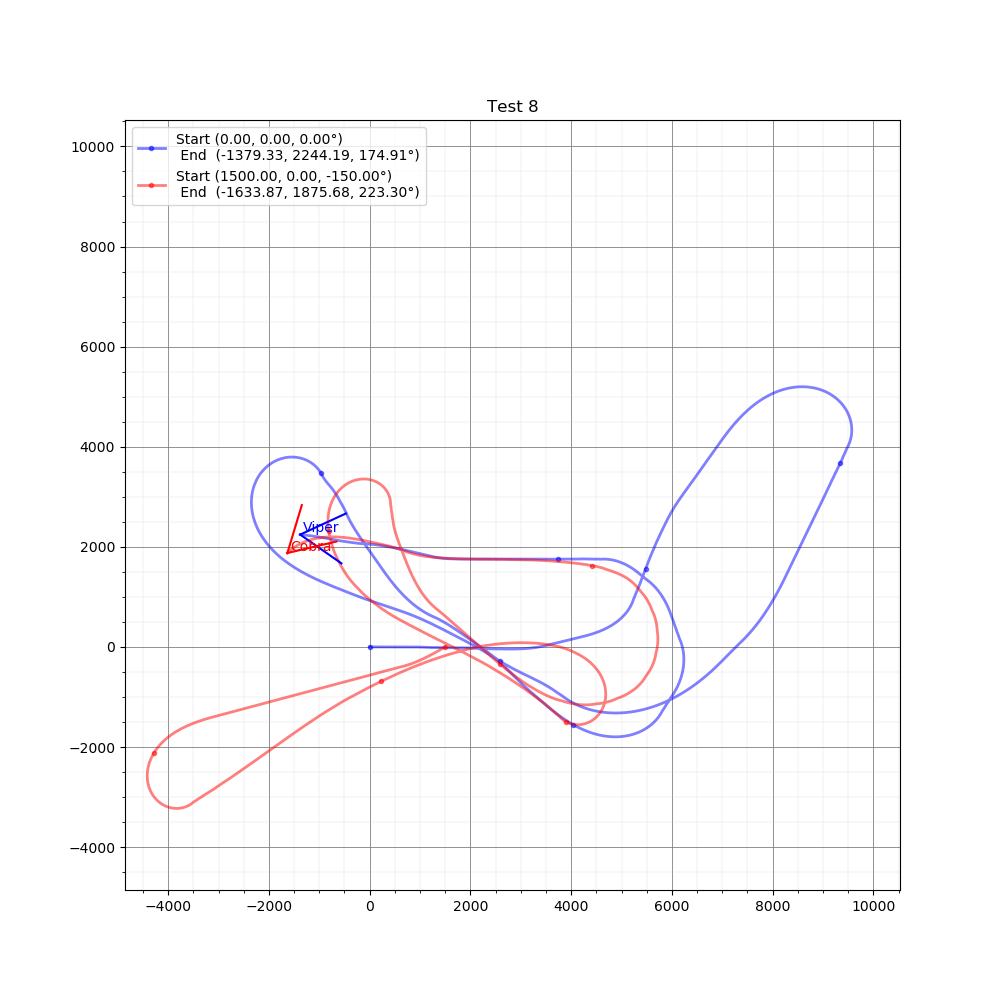 Test 8
Start (0.00, 0.00, 0.00°)
End (-1379.33, 2244.19, 174.91°)
Start (1500.00, 0.00, -150.00°)
End (-1633.87, 1875.68, 223.30°)
10000
8000
6000
4000
2000
0
−2000
−4000
Viper
Cobra
−4000 −2000 0 2000 4000 6000 8000 10000